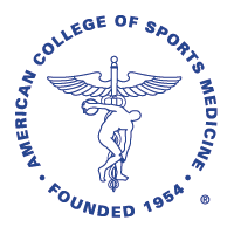 AMERICAN COLLEGE OF SPORTS MEDICINE
• FOUNDED 1954 •
®